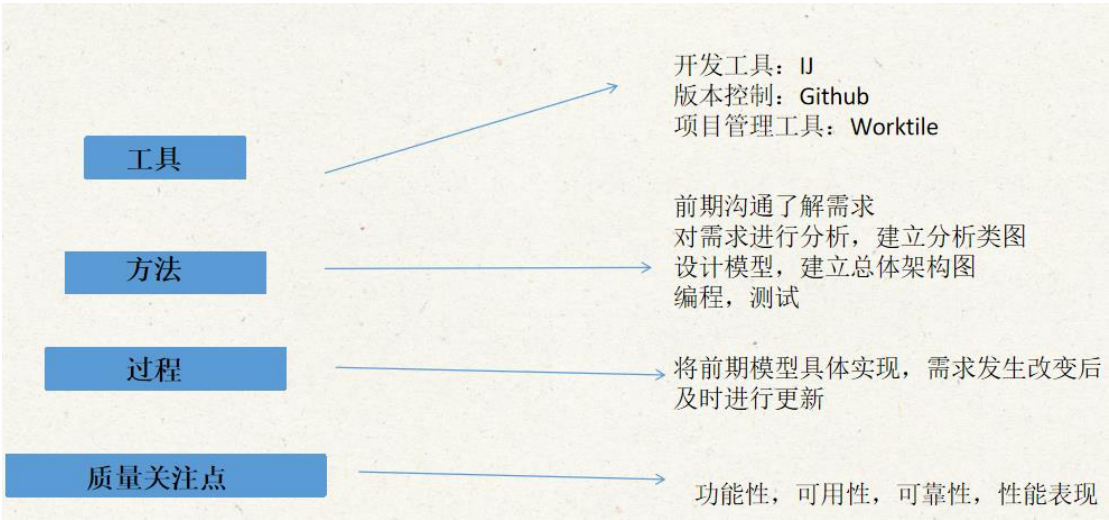 开发工具：IJ
版本控制：Github
项目管理工具：Worktile
工具
前期沟通了解需求
对需求进行分析，建立分析类图
设计模型，建立总体架构图
编程，测试
方法
将前期模型具体实现，需求发生改变后
及时进行更新
过程
功能性，可用性，可靠性，性能表现
质量关注点